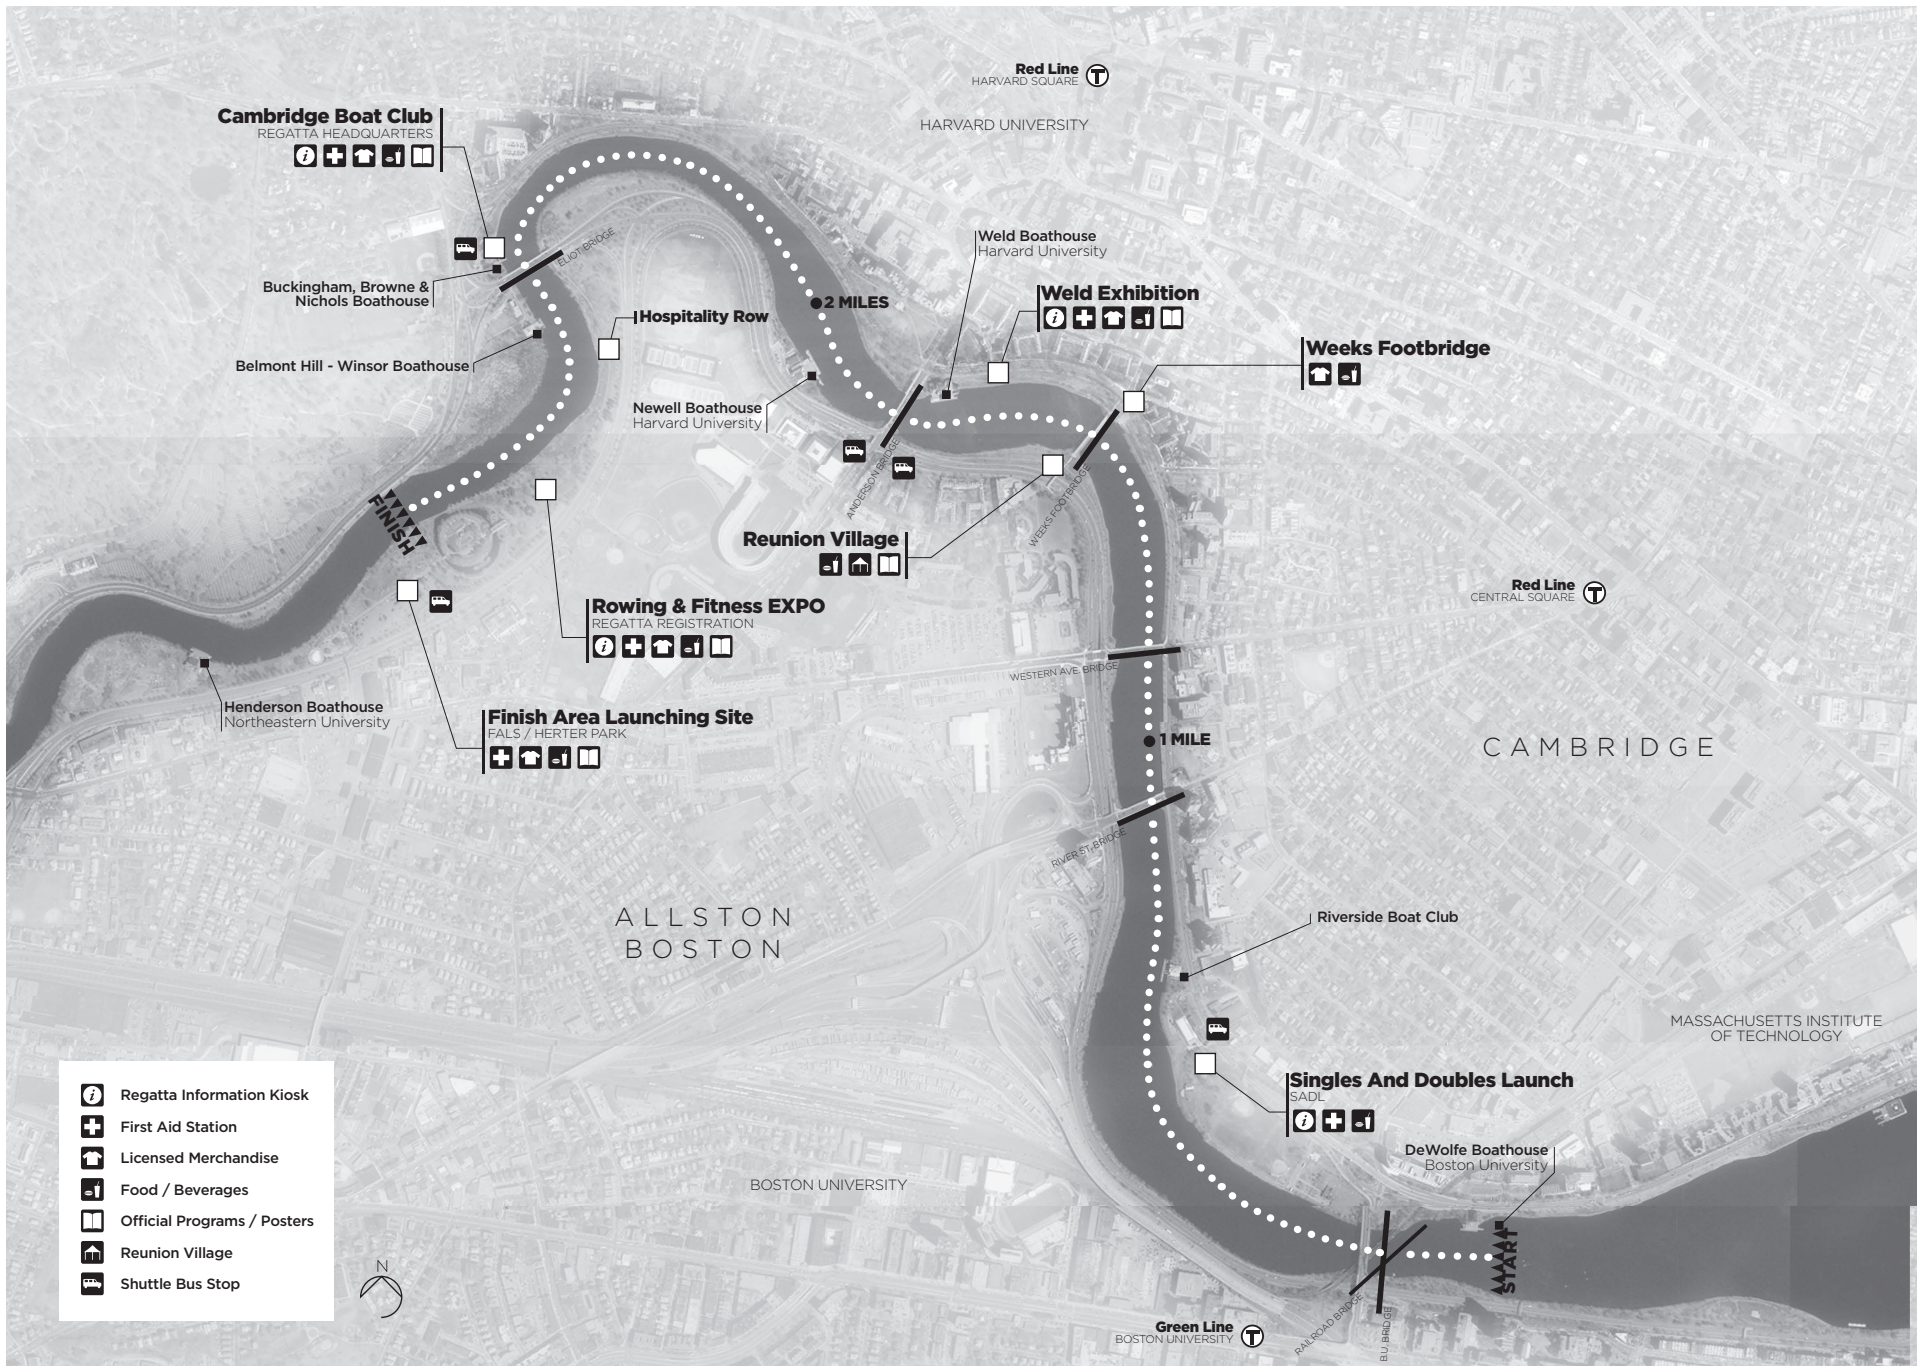 Red Line
HARVARD SQUARE
T
HARVARD UNIVERSITY
Cambridge Boat Club
REGATTA HEADQUARTERS
i
ELIOT BRIDGE
Buckingham, Browne &
Nichols Boathouse
Belmont Hill - Winsor Boathouse
Hospitality Row
2 MILES
Weld Boathouse
Harvard University
Weld Exhibition
i
Weeks Footbridge
Newell Boathouse
Harvard University
ANDERSON BRIDGE
WEEKS FOOTBRIDGE
FINISH
Reunion Village
Red Line
CENTRAL SQUARE
T
Rowing & Fitness EXPO
REGATTA REGISTRATION
i
WESTERN AVE. BRIDGE
Henderson Boathouse
Northeastern University
Finish Area Launching Site
FALS / HERTER PARK
1 MILE
CAMBRIDGE
RIVER ST. BRIDGE
ALLSTON
BOSTON
Riverside Boat Club
MASSACHUSETTS INSTITUTE
OF TECHNOLOGY
Singles And Doubles Launch
SADL
i
DeWolfe Boathouse
Boston University
BOSTON UNIVERSITY
START
RAILROAD BRIDGE
B.U. BRIDGE
Green Line
BOSTON UNIVERSITY
T
i
Regatta Information Kiosk
First Aid Station
Licensed Merchandise
Food / Beverages
Official Programs / Posters
Reunion Village
Shuttle Bus Stop
N